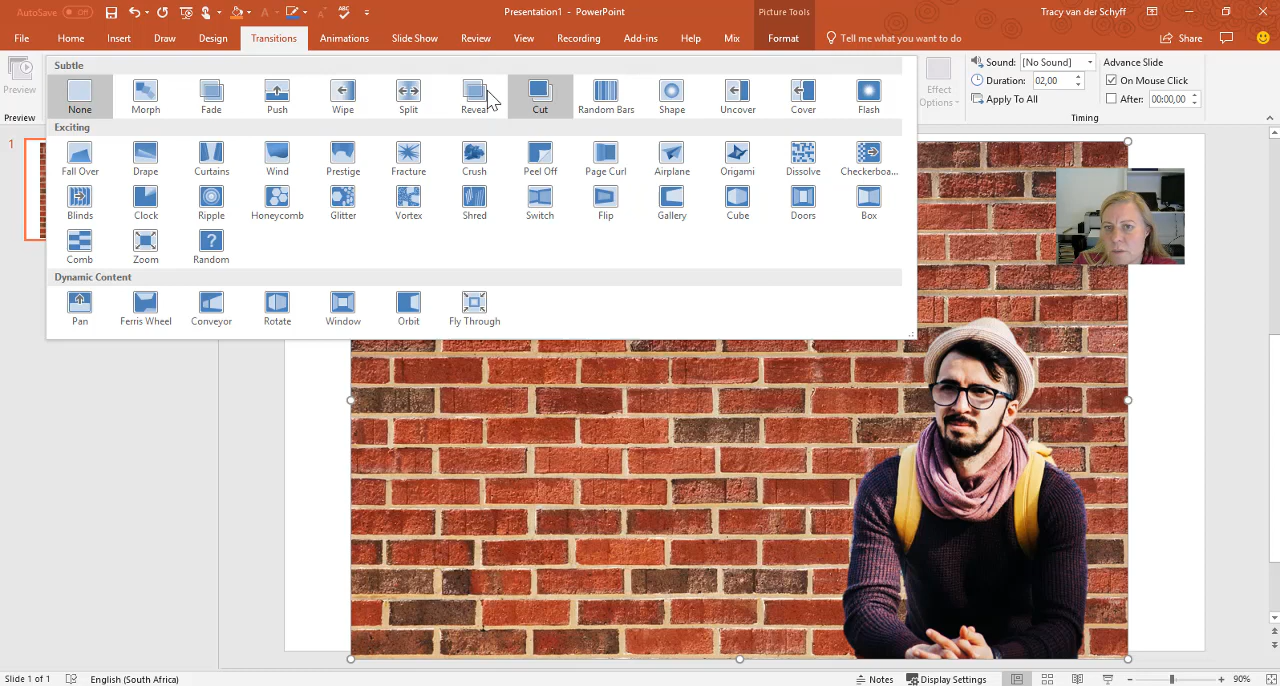 AutoSave Off
Presentation1 - PowerPoint
Picture Tools
Tracy van der Schyff
File Home Insert Draw Design Transitions Animations Slide Show Review View Recording Add-ins Help Mix Format Tell me what you want to do Share
Preview
Preview
Subtle
None Morph Fade Push Wipe Split Reveal Cut Random Bars Shape Uncover Cover Flash
Exciting
Fall Over Drape Curtains Wind Prestige Fracture Crush Peel Off Page Curl Airplane Origami Dissolve Checkerboa...
Blinds Clock Ripple Honeycomb Glitter Vortex Shred Switch Flip Gallery Cube Doors Box
Comb Zoom Random
Dynamic Content
Pan Ferris Wheel Conveyor Rotate Window Orbit Fly Through
Effect
Options
Sound: [No Sound] Advance Slide
Duration: 02,00 On Mouse Click
Apply To All After: 00:00,00
Timing
1
Slide 1 of 1 English (South Africa) Notes Display Settings 90%